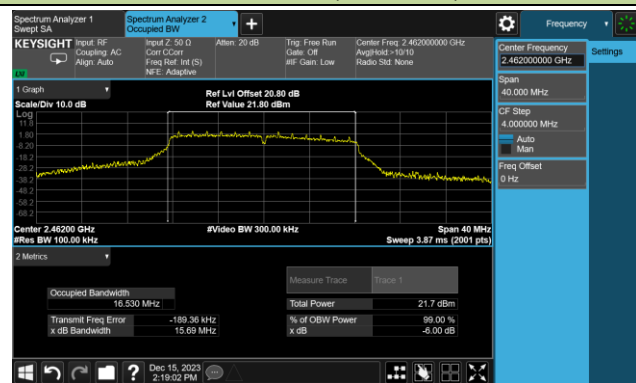 Spectrum Analyzer 1
Swept SA
Spectrum Analyzer 2
Occupied BW
Frequency
KEYSIGHT
Input: RF
Coupling: AC
Align: Auto
Input Z: 50 Ω
Corr CCorr
Freq Ref: Int (S)
NFE: Adaptive
Atten: 20 dB
Trig: Free Run
Gate: Off
#IF Gain: Low
Center Freq: 2.462000000 GHz
Avg|Hold:>10/10
Radio Std: None
Center Frequency
2.462000000 GHz
Settings
Span
40.000 MHz
CF Step
4.000000 MHz
Auto
Man
Freq Offset
0 Hz
1 Graph
Scale/Div 10.0 dB
Ref Lvl Offset 20.80 dB
Ref Value 21.80 dBm
Log
11.8
1.80
-8.20
-18.2
-28.2
-38.2
-48.2
-58.2
-68.2
Center 2.46200 GHz
#Video BW 300.00 kHz
Span 40 MHz
#Res BW 100.00 kHz
Sweep 3.87 ms (2001 pts)
2 Metrics
Measure Trace
Trace 1
Occupied Bandwidth
16.530 MHz
Total Power
21.7 dBm
Transmit Freq Error
-189.36 kHz
% of OBW Power
99.00 %
x dB Bandwidth
15.69 MHz
x dB
-6.00 dB
Dec 15, 2023
2:19:02 PM